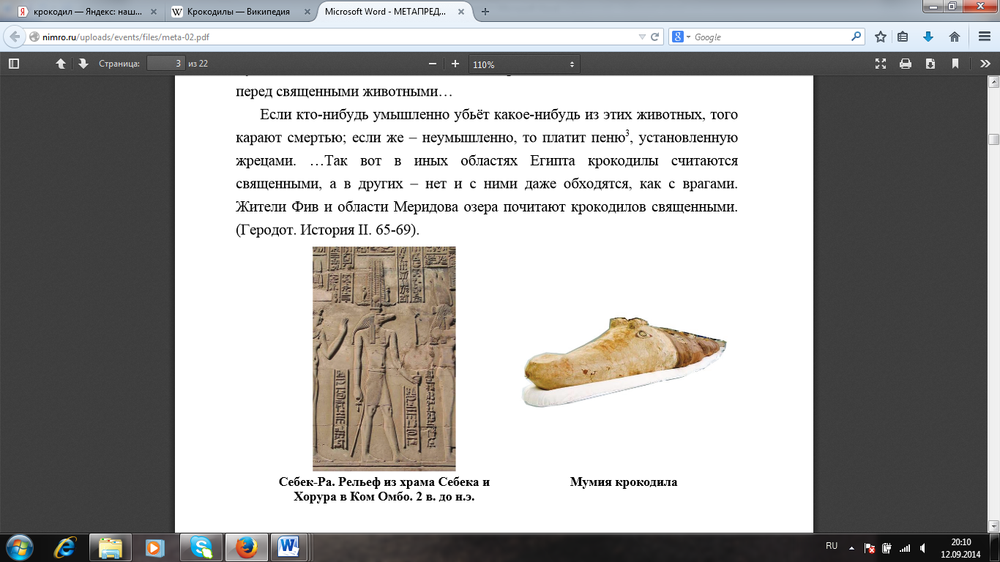 крокодил — Яндекс: наш...
Крокодилы — Википедия
Microsoft Word - МЕТАПРЕД...
nimro.ru/uploads/events/files/meta-02.pdf
Google
Страница: 3 из 22
110%
перед священными животными…
Если кто-нибудь умышленно убьёт какое-нибудь из этих животных, того
карают смертью; если же – неумышленно, то платит пеню3, установленную
жрецами. …Так вот в иных областях Египта крокодилы считаются
священными, а в других – нет и с ними даже обходятся, как с врагами.
Жители Фив и области Меридова озера почитают крокодилов священными.
(Геродот. История II. 65-69).
Себек-Ра. Рельеф из храма Себека и
Хорура в Ком Омбо. 2 в. до н.э.
Мумия крокодила
RU
20:10
12.09.2014